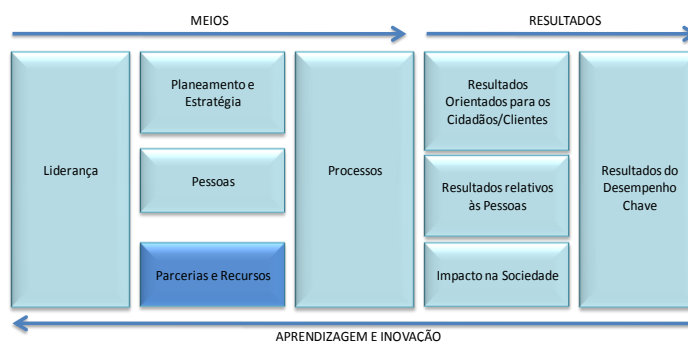 MEIOS
RESULTADOS
Liderança
Planeamento e
Estratégia
Pessoas
Parcerias e Recursos
Processos
Resultados
Orientados para os
Cidadãos/Clientes
Resultados relativos
às Pessoas
Impacto na Sociedade
Resultados do
Desempenho
Chave
APRENDIZAGEM E INOVAÇÃO